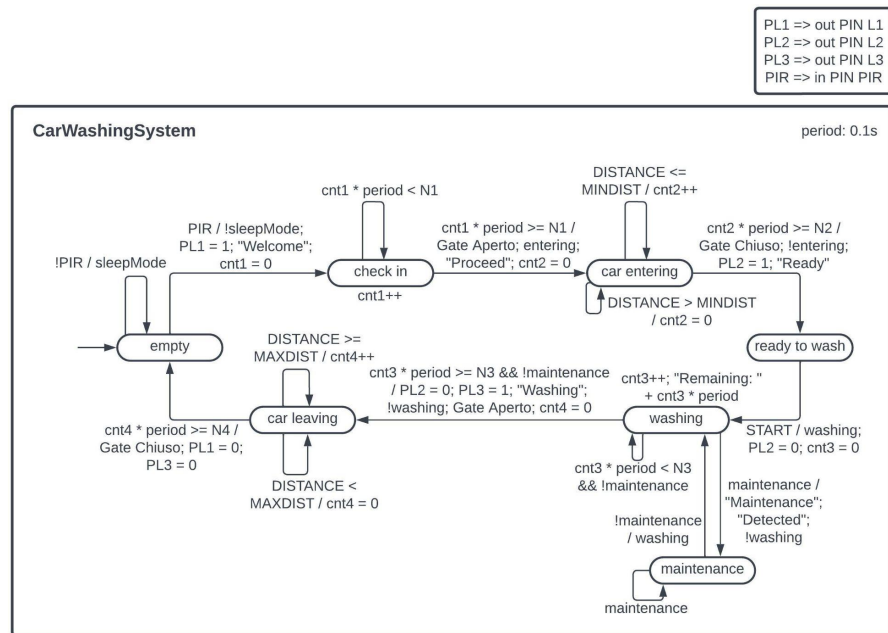 PL1 => out PIN L1
PL2 => out PIN L2
PL3 => out PIN L3
PIR => in PIN PIR
CarWashingSystem
period: 0.1s
DISTANCE <=
MINDIST / cnt2++
cnt1 * period < N1
PIR / !sleepMode;
PL1 = 1; "Welcome";
cnt1 = 0
cnt1 * period >= N1 /
Gate Aperto; entering;
"Proceed"; cnt2 = 0
cnt2 * period >= N2 /
Gate Chiuso; !entering;
PL2 = 1; "Ready"
!PIR / sleepMode
check in
cnt1++
car entering
DISTANCE > MINDIST
/ cnt2 = 0
empty
ready to wash
DISTANCE >=
MAXDIST / cnt4++
cnt3 * period >= N3 && !maintenance
/ PL2 = 0; PL3 = 1; "Washing";
!washing; Gate Aperto; cnt4 = 0
cnt3++; "Remaining: "
+ cnt3 * period
car leaving
washing
cnt4 * period >= N4 /
Gate Chiuso; PL1 = 0;
PL3 = 0
START / washing;
PL2 = 0; cnt3 = 0
DISTANCE <
MAXDIST / cnt4 = 0
cnt3 * period < N3
&& !maintenance
maintenance /
"Maintenance";
"Detected";
!washing
!maintenance
/ washing
maintenance
maintenance